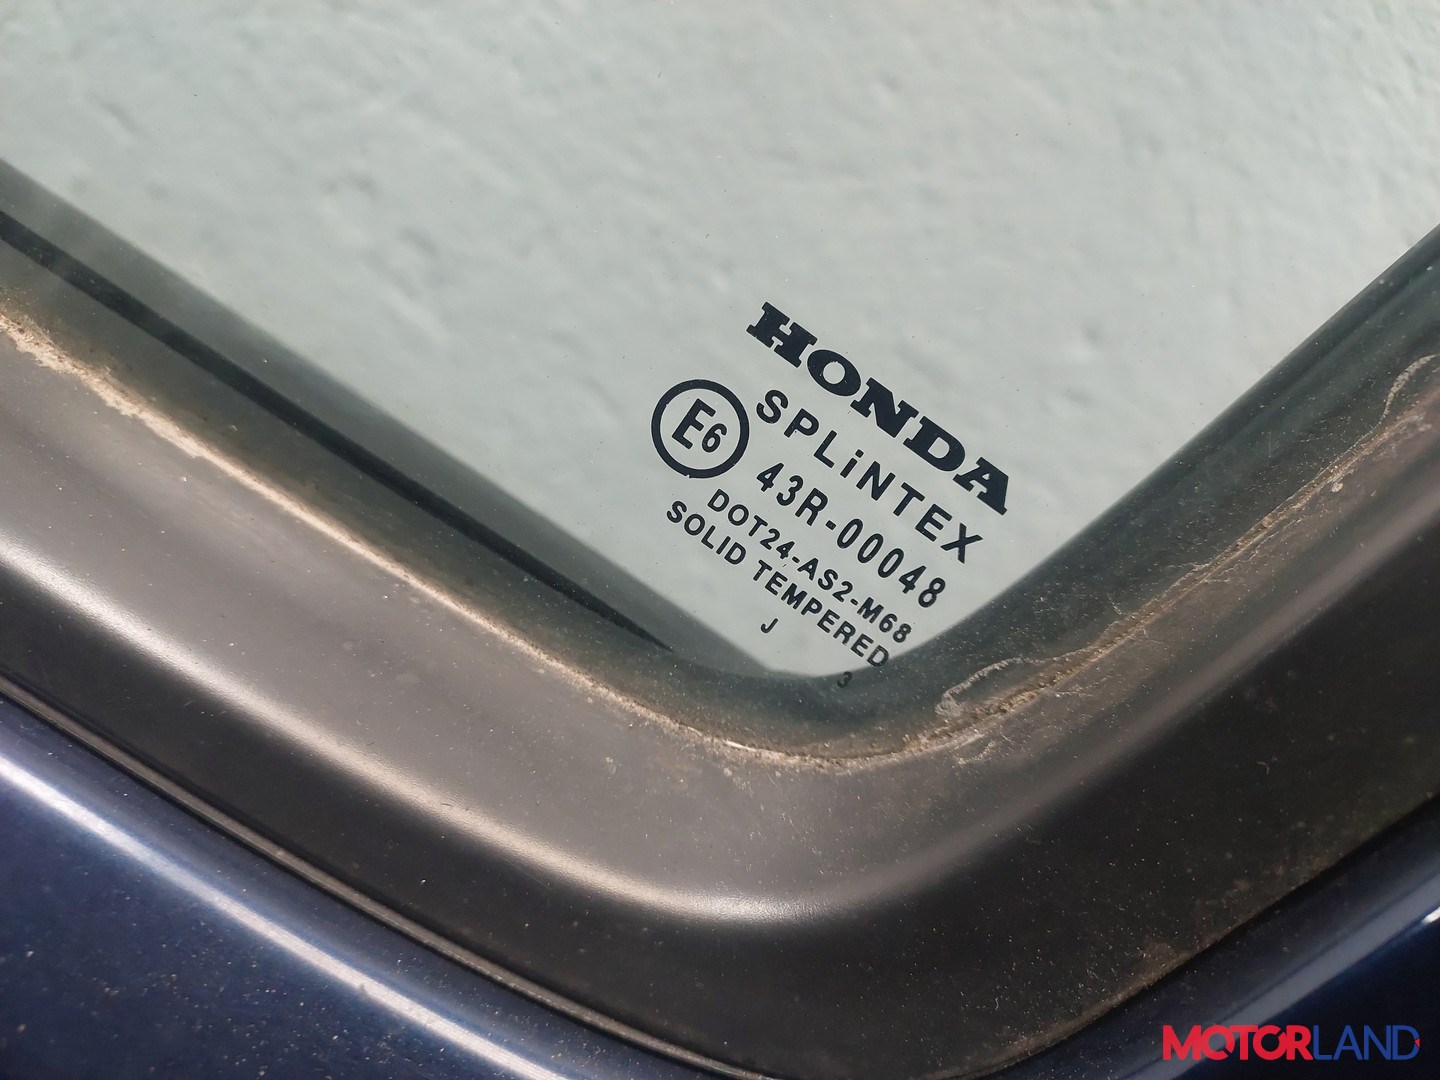 HONDA
SPLiNTEX
E6 43R-00048
DOT24-AS2-M68
SOLID TEMPERED
J 3
MOTORLAND